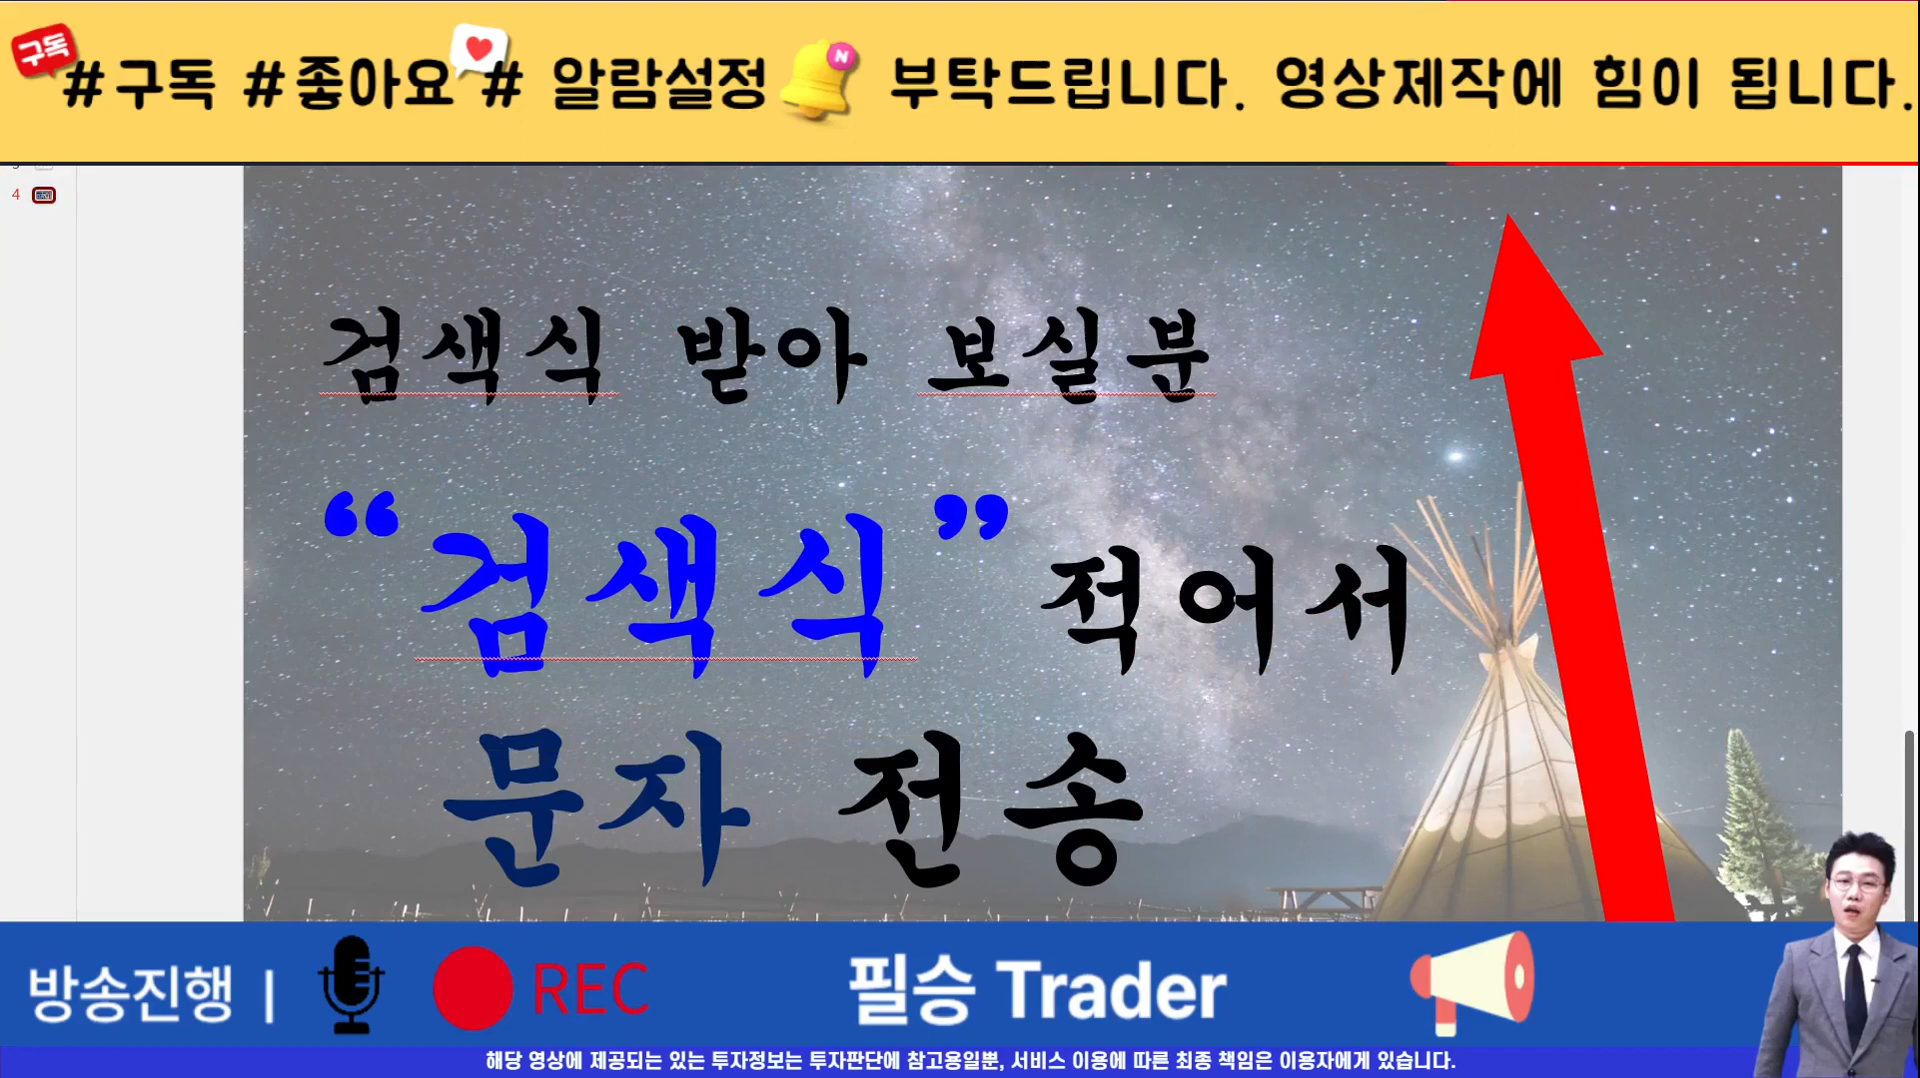 구독
#구독 #좋아요 # 알람설정 N 부탁드립니다. 영상제작에 힘이 됩니다.
4
검색식 받아 보실분
“검색식” 적어서
문자 전송
방송진행 | REC 필승 Trader
해당 영상에 제공되는 있는 투자정보는 투자판단에 참고용일뿐, 서비스 이용에 따른 최종 책임은 이용자에게 있습니다.